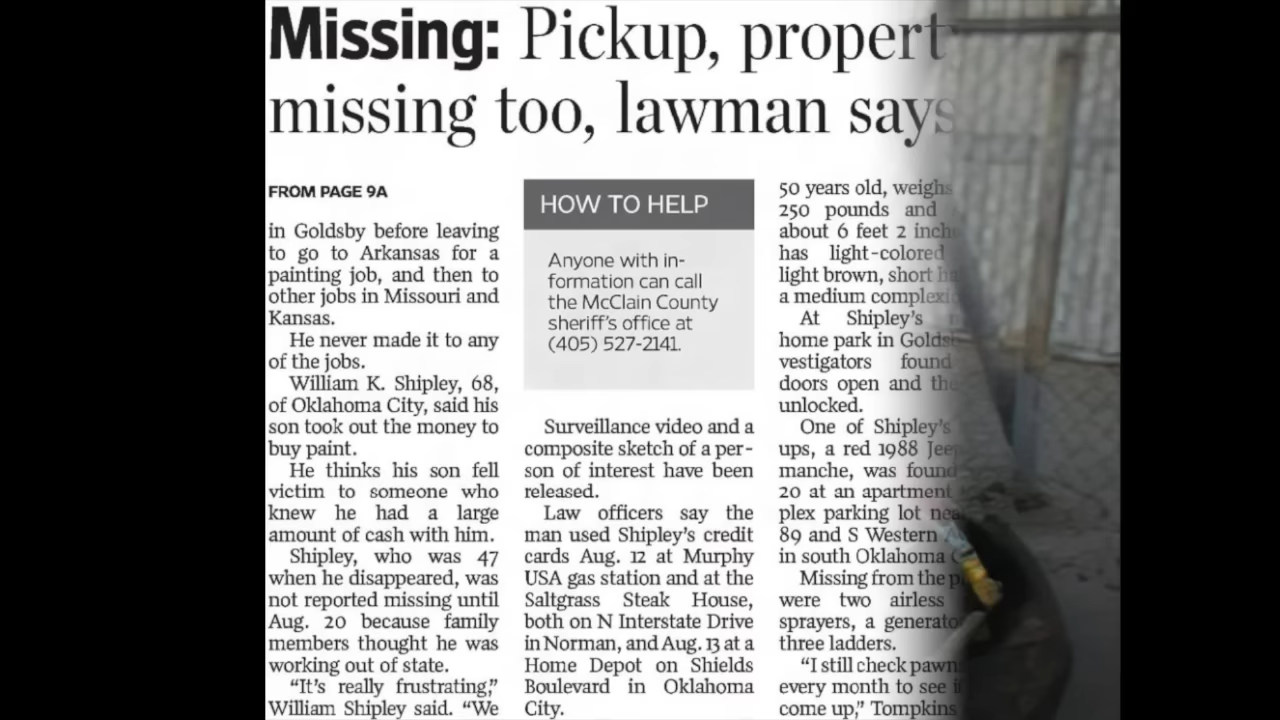 Missing: Pickup, propert
missing too, lawman says
FROM PAGE 9A
in Goldsby before leaving
to go to Arkansas for a
painting job, and then to
other jobs in Missouri and
Kansas.
He never made it to any
of the jobs.
William K. Shipley, 68,
of Oklahoma City, said his
son took out the money to
buy paint.
He thinks his son fell
victim to someone who
knew he had a large
amount of cash with him.
Shipley, who was 47
when he disappeared, was
not reported missing until
Aug. 20 because family
members thought he was
working out of state.
“It’s really frustrating,”
William Shipley said. “We
HOW TO HELP
Anyone with in-
formation can call
the McClain County
sheriff’s office at
(405) 527-2141.
Surveillance video and a
composite sketch of a per-
son of interest have been
released.
Law officers say the
man used Shipley’s credit
cards Aug. 12 at Murphy
USA gas station and at the
Saltgrass Steak House,
both on N Interstate Drive
in Norman, and Aug. 13 at a
Home Depot on Shields
Boulevard in Oklahoma
City.
50 years old, weighs
250 pounds and
about 6 feet 2 inch
has light-colored
light brown, short
a medium complexi
At Shipley’s
home park in Golds
vestigators found
doors open and the
unlocked.
One of Shipley’s
ups, a red 1988 Jee
manche, was found
20 at an apartment
plex parking lot nea
89 and S Western
in south Oklahoma
Missing from the p
were two airless
sprayers, a generato
three ladders.
“I still check pawn
every month to see
come up,” Tompkins